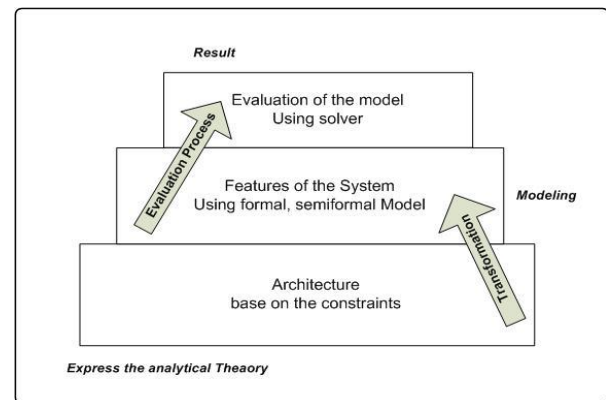 Result
Evaluation of the model
Using solver
Evaluation Process
Features of the System
Using formal, semiformal Model
Modeling
Transformation
Architecture
base on the constraints
Express the analytical Theaory